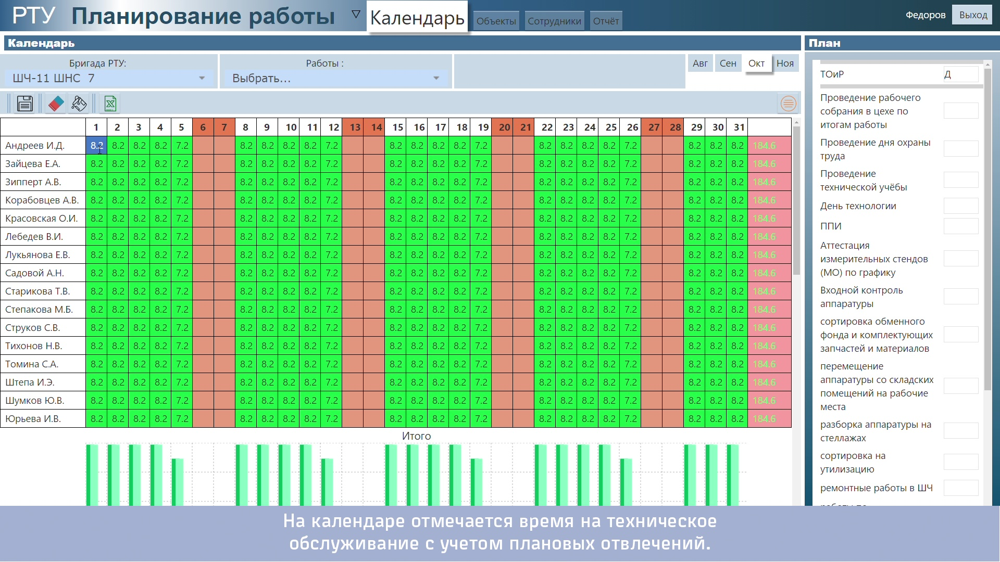 РТУ Планирование работы ▽ Календарь Объекты Сотрудники Отчёт Федоров Выход
Календарь
Бригада РТУ: Работы :
ШЧ-11 ШНС 7 Выбрать...
Авг Сен Окт Ноя
1 2 3 4 5 6 7 8 9 10 11 12 13 14 15 16 17 18 19 20 21 22 23 24 25 26 27 28 29 30 31
Андреев И.Д. 8.2 8.2 8.2 8.2 7.2 8.2 8.2 8.2 8.2 7.2 8.2 8.2 8.2 8.2 7.2 8.2 8.2 8.2 8.2 7.2 8.2 8.2 8.2 184.6
Зайцева Е.А. 8.2 8.2 8.2 8.2 7.2 8.2 8.2 8.2 8.2 7.2 8.2 8.2 8.2 8.2 7.2 8.2 8.2 8.2 8.2 7.2 8.2 8.2 8.2 184.6
Зипперт А.В. 8.2 8.2 8.2 8.2 7.2 8.2 8.2 8.2 8.2 7.2 8.2 8.2 8.2 8.2 7.2 8.2 8.2 8.2 8.2 7.2 8.2 8.2 8.2 184.6
Корабовцев А.В. 8.2 8.2 8.2 8.2 7.2 8.2 8.2 8.2 8.2 7.2 8.2 8.2 8.2 8.2 7.2 8.2 8.2 8.2 8.2 7.2 8.2 8.2 8.2 184.6
Красовская О.И. 8.2 8.2 8.2 8.2 7.2 8.2 8.2 8.2 8.2 7.2 8.2 8.2 8.2 8.2 7.2 8.2 8.2 8.2 8.2 7.2 8.2 8.2 8.2 184.6
Лебедев В.И. 8.2 8.2 8.2 8.2 7.2 8.2 8.2 8.2 8.2 7.2 8.2 8.2 8.2 8.2 7.2 8.2 8.2 8.2 8.2 7.2 8.2 8.2 8.2 184.6
Лукьянова Е.В. 8.2 8.2 8.2 8.2 7.2 8.2 8.2 8.2 8.2 7.2 8.2 8.2 8.2 8.2 7.2 8.2 8.2 8.2 8.2 7.2 8.2 8.2 8.2 184.6
Садовой А.Н. 8.2 8.2 8.2 8.2 7.2 8.2 8.2 8.2 8.2 7.2 8.2 8.2 8.2 8.2 7.2 8.2 8.2 8.2 8.2 7.2 8.2 8.2 8.2 184.6
Старикова Т.В. 8.2 8.2 8.2 8.2 7.2 8.2 8.2 8.2 8.2 7.2 8.2 8.2 8.2 8.2 7.2 8.2 8.2 8.2 8.2 7.2 8.2 8.2 8.2 184.6
Степакова М.Б. 8.2 8.2 8.2 8.2 7.2 8.2 8.2 8.2 8.2 7.2 8.2 8.2 8.2 8.2 7.2 8.2 8.2 8.2 8.2 7.2 8.2 8.2 8.2 184.6
Струков С.В. 8.2 8.2 8.2 8.2 7.2 8.2 8.2 8.2 8.2 7.2 8.2 8.2 8.2 8.2 7.2 8.2 8.2 8.2 8.2 7.2 8.2 8.2 8.2 184.6
Тихонов Н.В. 8.2 8.2 8.2 8.2 7.2 8.2 8.2 8.2 8.2 7.2 8.2 8.2 8.2 8.2 7.2 8.2 8.2 8.2 8.2 7.2 8.2 8.2 8.2 184.6
Томина С.А. 8.2 8.2 8.2 8.2 7.2 8.2 8.2 8.2 8.2 7.2 8.2 8.2 8.2 8.2 7.2 8.2 8.2 8.2 8.2 7.2 8.2 8.2 8.2 184.6
Штепа И.Э. 8.2 8.2 8.2 8.2 7.2 8.2 8.2 8.2 8.2 7.2 8.2 8.2 8.2 8.2 7.2 8.2 8.2 8.2 8.2 7.2 8.2 8.2 8.2 184.6
Шумков Ю.В. 8.2 8.2 8.2 8.2 7.2 8.2 8.2 8.2 8.2 7.2 8.2 8.2 8.2 8.2 7.2 8.2 8.2 8.2 8.2 7.2 8.2 8.2 8.2 184.6
Юрьева И.В. 8.2 8.2 8.2 8.2 7.2 8.2 8.2 8.2 8.2 7.2 8.2 8.2 8.2 8.2 7.2 8.2 8.2 8.2 8.2 7.2 8.2 8.2 8.2 184.6
Итого
План
ТОиР Д
Проведение рабочего
собрания в цехе по
итогам работы
Проведение дня охраны
труда
Проведение
технической учёбы
День технологии
ППИ
Аттестация
измерительных стендов
(МО) по графику
Входной контроль
аппаратуры
сортировка обменного
фонда и комплектующих
запчастей и материалов
перемещение
аппаратуры со складских
помещений на рабочие
места
разборка аппаратуры на
стеллажах
сортировка на
утилизацию
ремонтные работы в ШЧ
На календаре отмечается время на техническое
обслуживание с учетом плановых отвлечений.